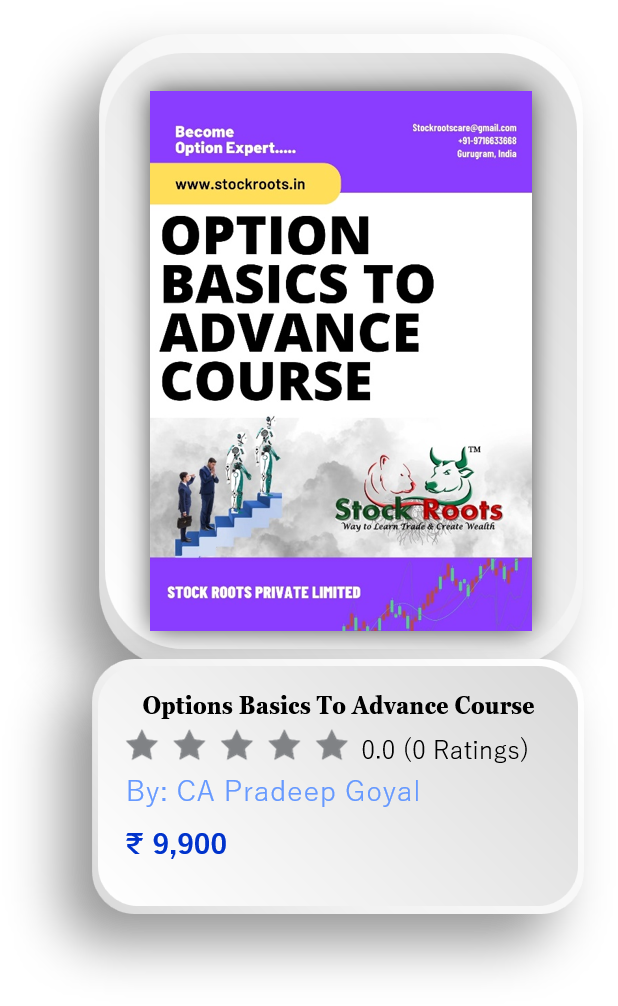 Become
Option Expert.....
Stockrootscare@gmail.com
+91-9716633668
Gurugram, India
www.stockroots.in
OPTION
BASICS TO
ADVANCE
COURSE
TM
Stock Roots
Way to Learn Trade & Create Wealth
STOCK ROOTS PRIVATE LIMITED
Options Basics To Advance Course
0.0 (0 Ratings)
By: CA Pradeep Goyal
₹ 9,900